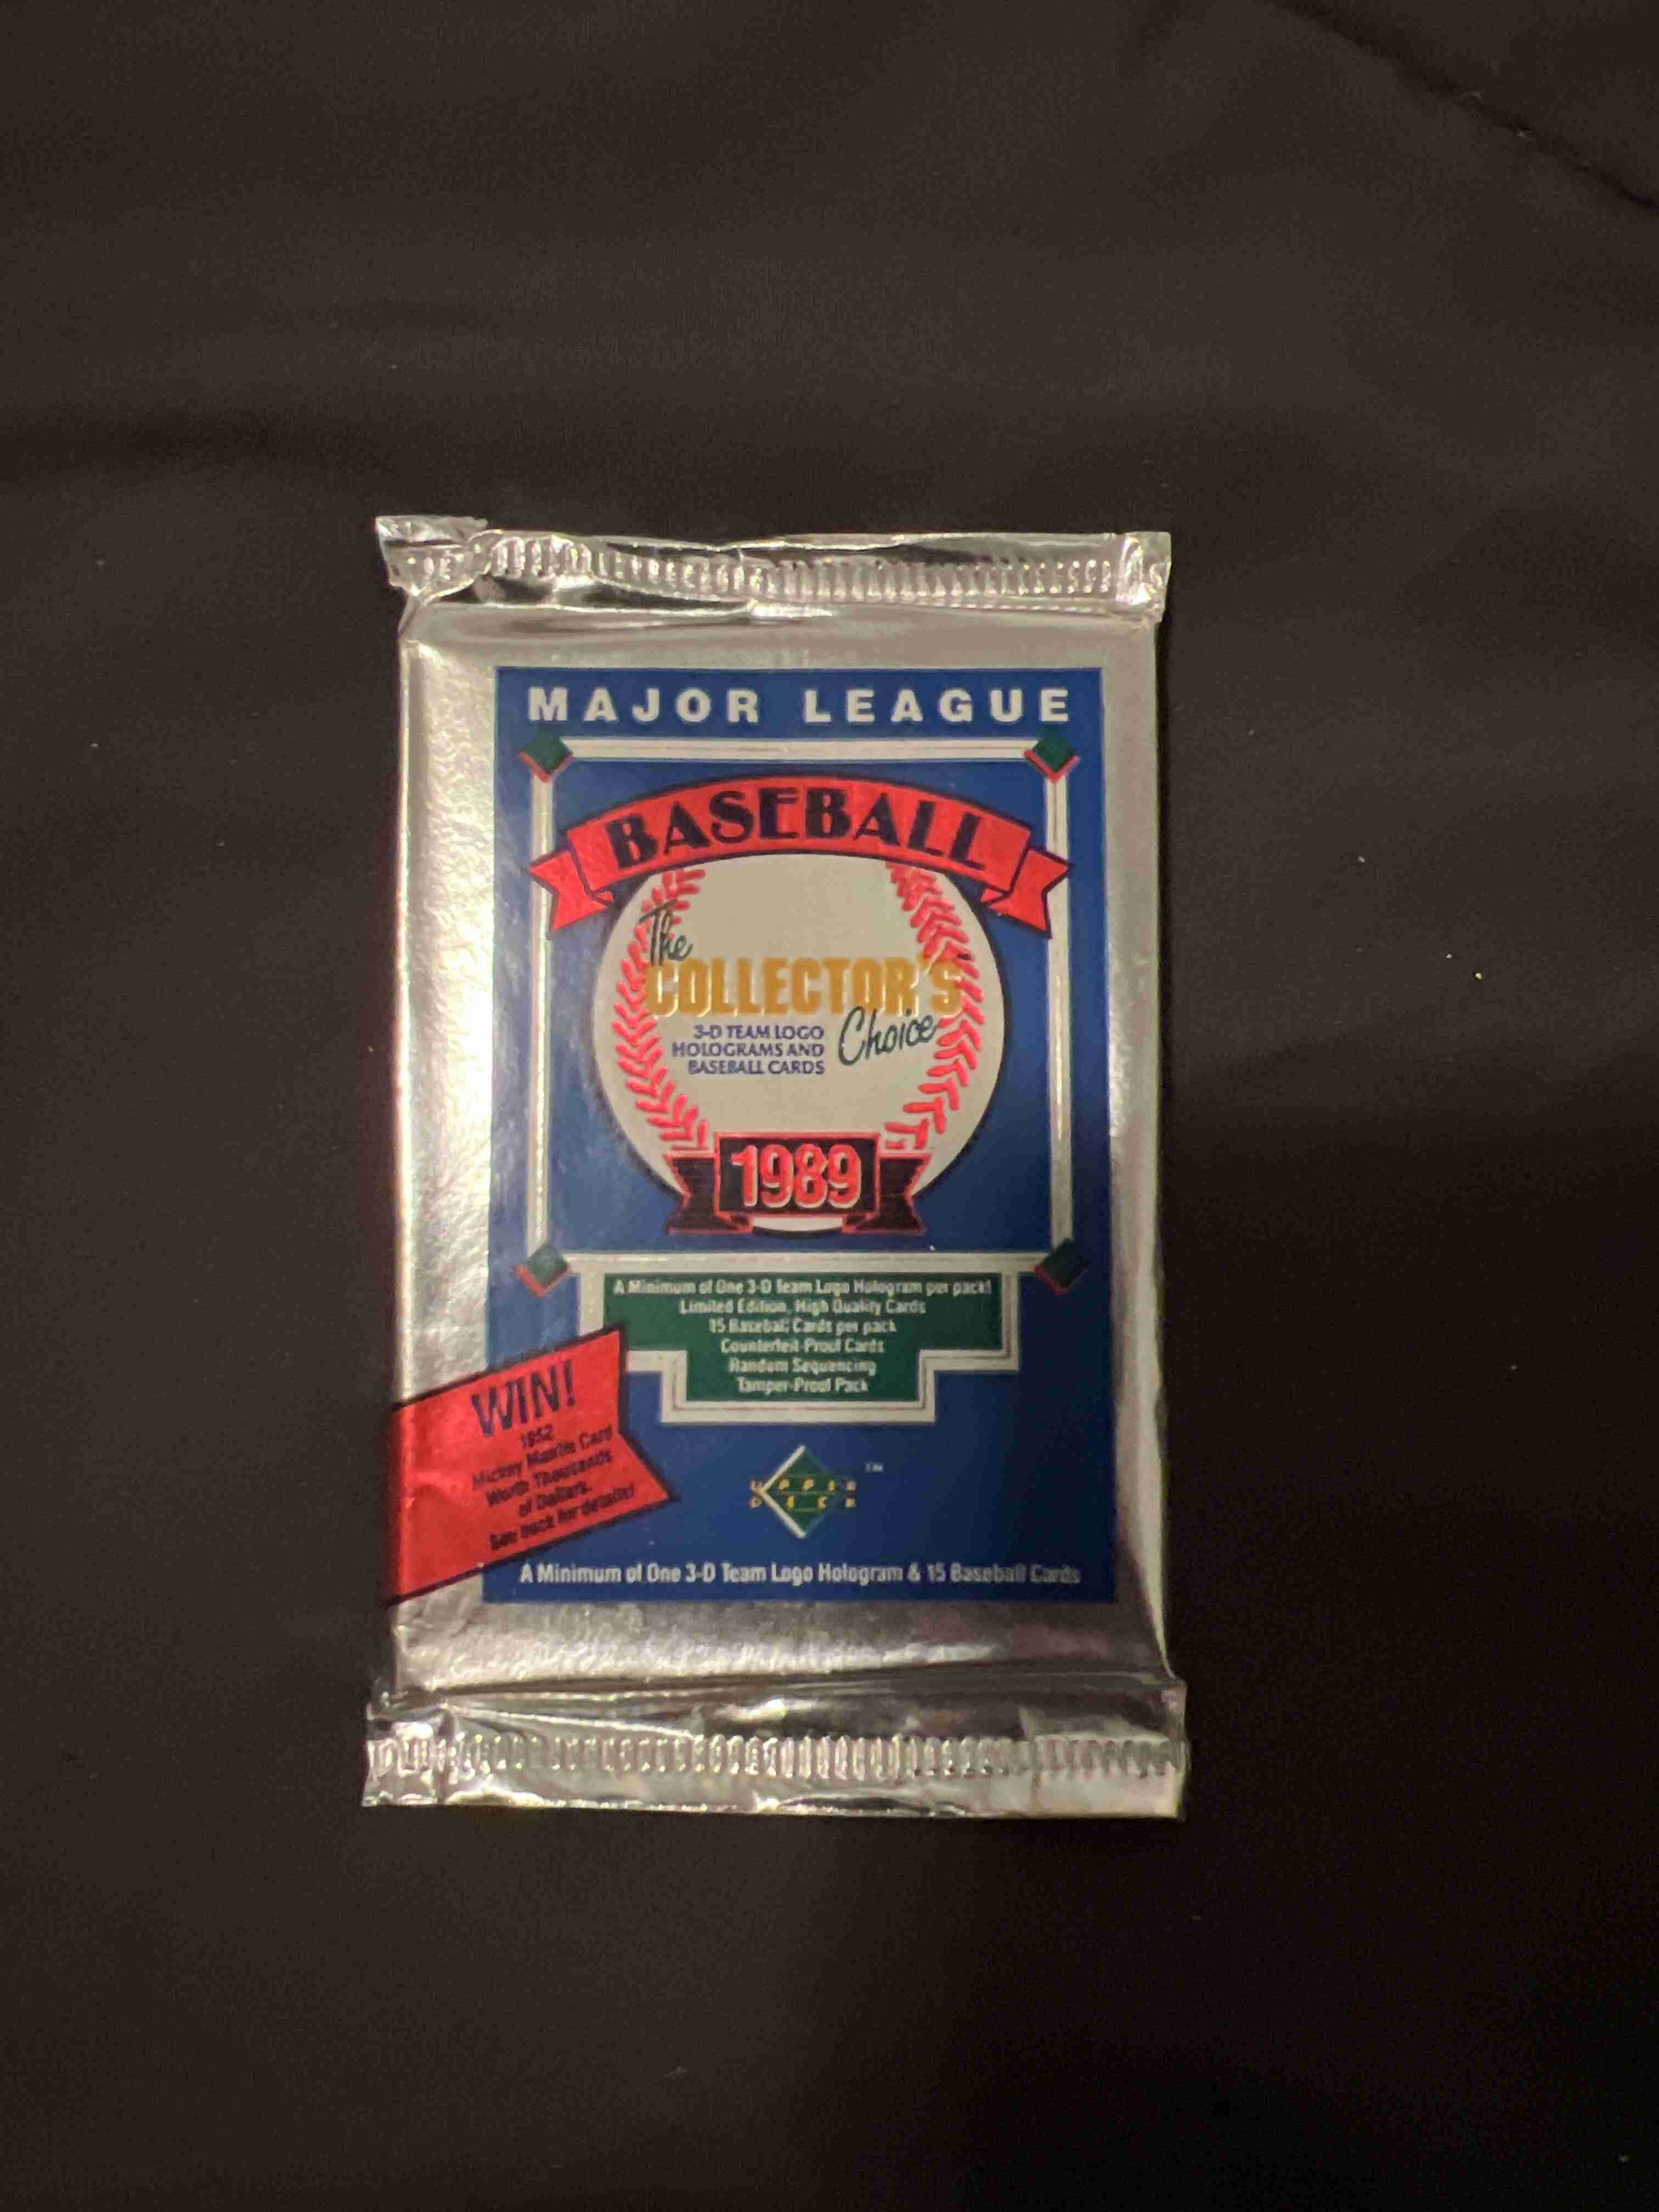 MAJOR LEAGUE
BASEBALL
The
COLLECTOR'S
Choice
3-D TEAM LOGO
HOLOGRAMS AND
BASEBALL CARDS
1989
A Minimum of One 3-D Team Logo Hologram per pack!
Limited Edition, High Quality Cards
15 Baseball Cards per pack
Counterfeit-Proof Cards
Random Sequencing
Tamper-Proof Pack
WIN!
1952
Mickey Mantle Card
Worth Thousands
of Dollars.
See back for details!
UPPER
DECK
TM
A Minimum of One 3-D Team Logo Hologram & 15 Baseball Cards